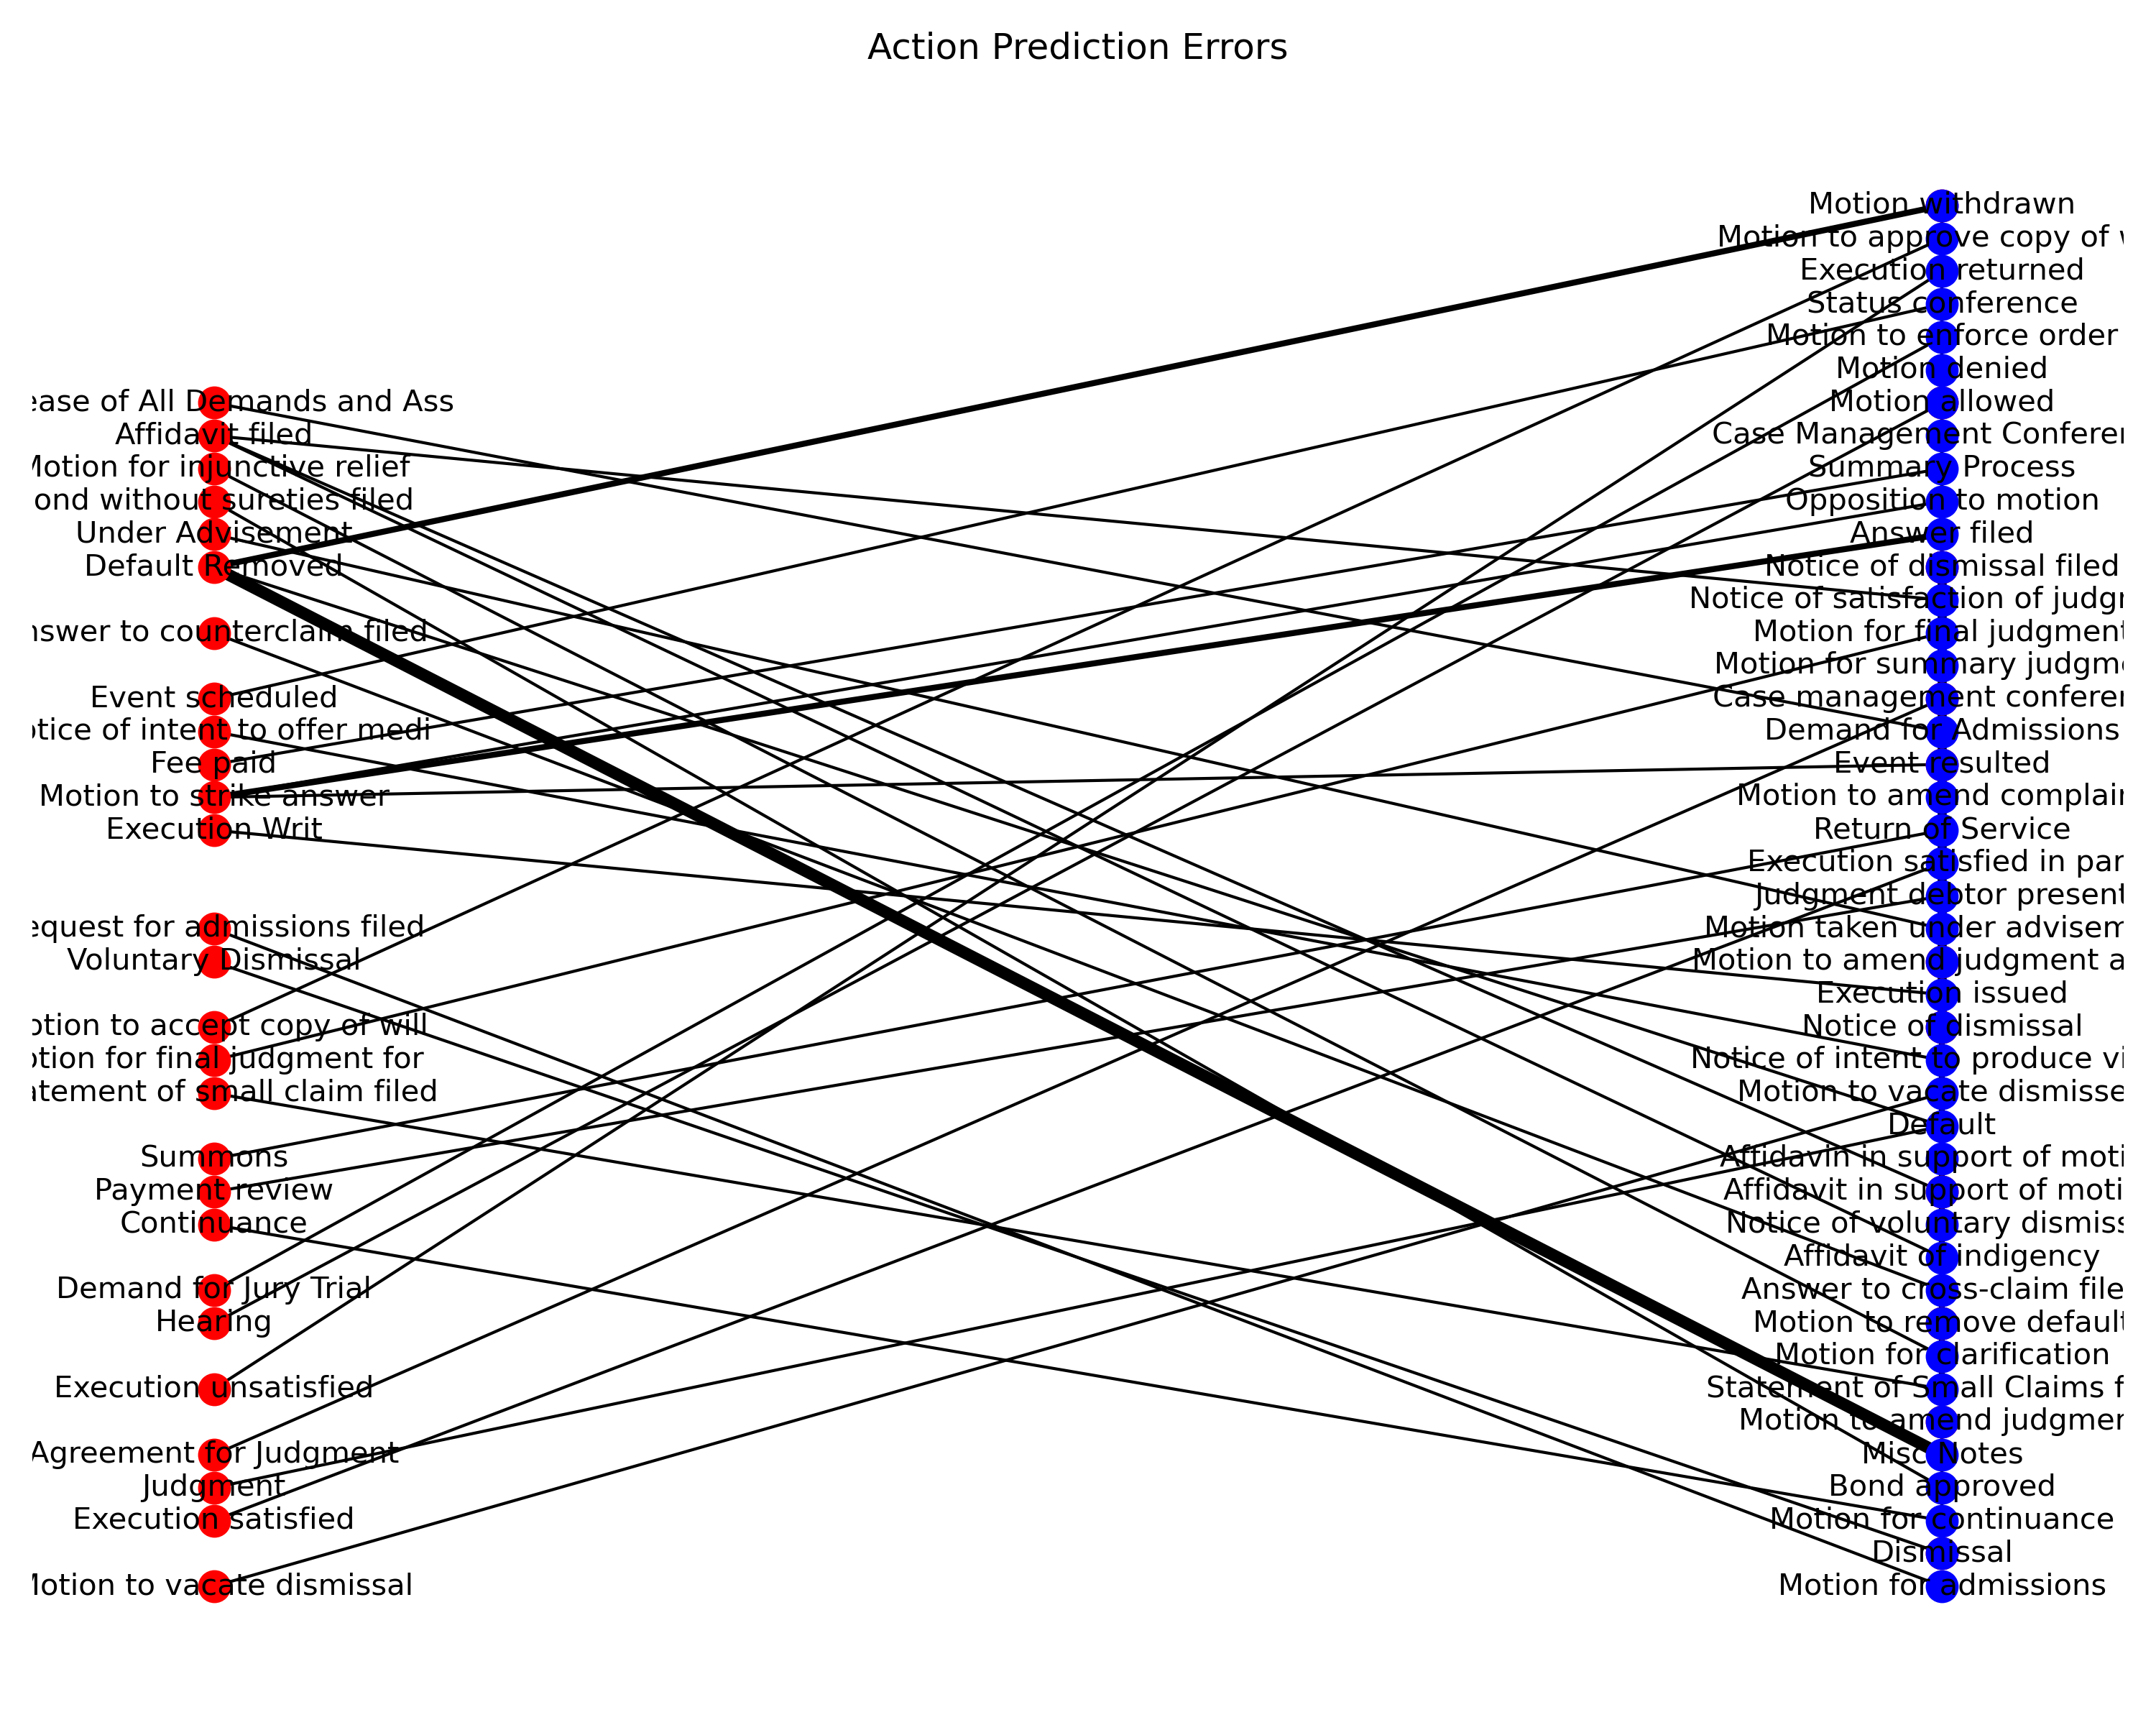 Action Prediction Errors
ease of All Demands and Ass
Affidavit filed
Motion for injunctive relief
ond without sureties filed
Under Advisement
Default Removed
nswer to counterclaim filed
Event scheduled
otice of intent to offer medi
Fee paid
Motion to strike answer
Execution Writ
equest for admissions filed
Voluntary Dismissal
otion to accept copy of will
otion for final judgment for
atement of small claim filed
Summons
Payment review
Continuance
Demand for Jury Trial
Hearing
Execution unsatisfied
Agreement for Judgment
Judgment
Execution satisfied
Motion to vacate dismissal
Motion withdrawn
Motion to approve copy of w
Execution returned
Status conference
Motion to enforce order
Motion denied
Motion allowed
Case Management Conferen
Summary Process
Opposition to motion
Answer filed
Notice of dismissal filed
Notice of satisfaction of judgm
Motion for final judgment
Motion for summary judgme
Case management conferen
Demand for Admissions
Event resulted
Motion to amend complain
Return of Service
Execution satisfied in par
Judgment debtor present
Motion taken under advisem
Motion to amend judgment a
Execution issued
Notice of dismissal
Notice of intent to produce vi
Motion to vacate dismisse
Default
Affidavin in support of moti
Affidavit in support of moti
Notice of voluntary dismiss
Affidavit of indigency
Answer to cross-claim file
Motion to remove default
Motion for clarification
Statement of Small Claims f
Motion to amend judgmen
Misc Notes
Bond approved
Motion for continuance
Dismissal
Motion for admissions